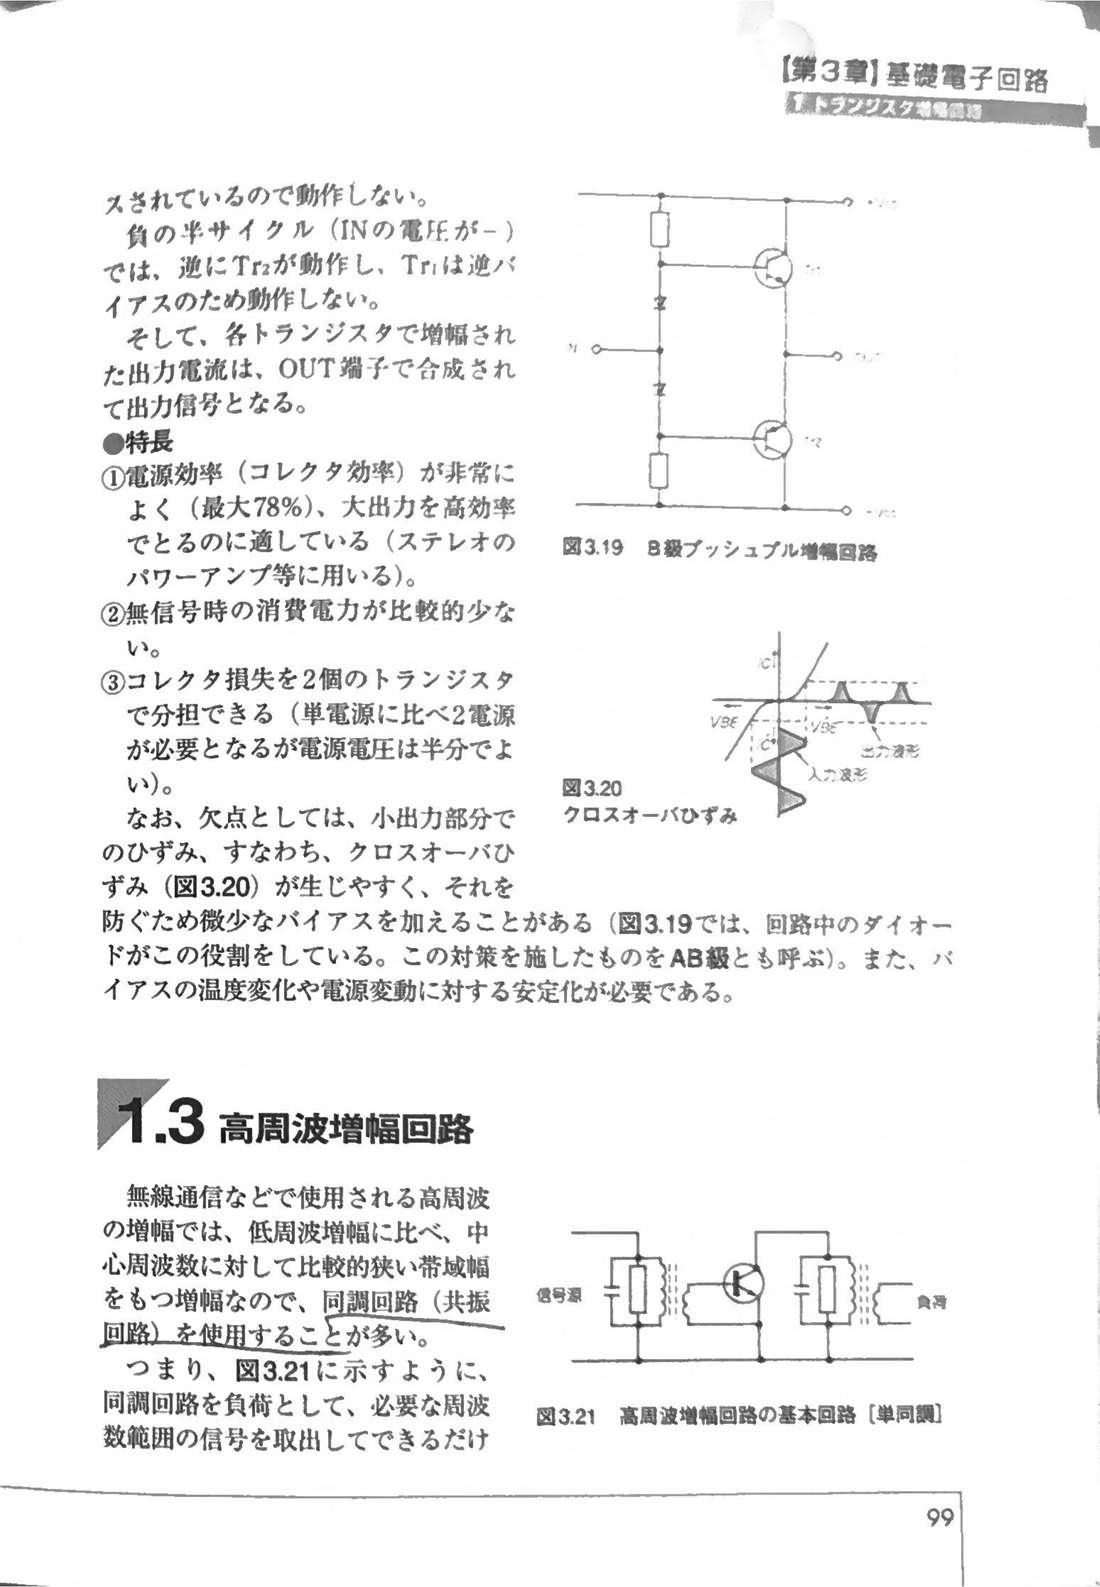 【第3章】基礎電子回路
1 トランジスタ増幅回路
スされているので動作しない。
負の半サイクル（INの電圧が−）
では、逆にTr2が動作し、Tr1は逆バ
イアスのため動作しない。
そして、各トランジスタで増幅され
た出力電流は、OUT端子で合成され
て出力信号となる。
●特長
①電源効率（コレクタ効率）が非常に
よく（最大78%）、大出力を高効率
でとるのに適している（ステレオの
パワーアンプ等に用いる）。
②無信号時の消費電力が比較的少な
い。
③コレクタ損失を2個のトランジスタ
で分担できる（単電源に比べ2電源
が必要となるが電源電圧は半分でよ
い）。
なお、欠点としては、小出力部分で
のひずみ、すなわち、クロスオーバひ
ずみ（図3.20）が生じやすく、それを
防ぐため微少なバイアスを加えることがある（図3.19では、回路中のダイオー
ドがこの役割をしている。この対策を施したものをAB級とも呼ぶ）。また、バ
イアスの温度変化や電源変動に対する安定化が必要である。
IN
OUT
図3.19 B級プッシュプル増幅回路
IC
VBE
VBE
IC
出力波形
入力波形
図3.20
クロスオーバひずみ
1.3 高周波増幅回路
無線通信などで使用される高周波
の増幅では、低周波増幅に比べ、中
心周波数に対して比較的狭い帯域幅
をもつ増幅なので、同調回路（共振
回路）を使用することが多い。
つまり、図3.21に示すように、
同調回路を負荷として、必要な周波
数範囲の信号を取出してできるだけ
信号源
負荷
図3.21 高周波増幅回路の基本回路［単同調］
99